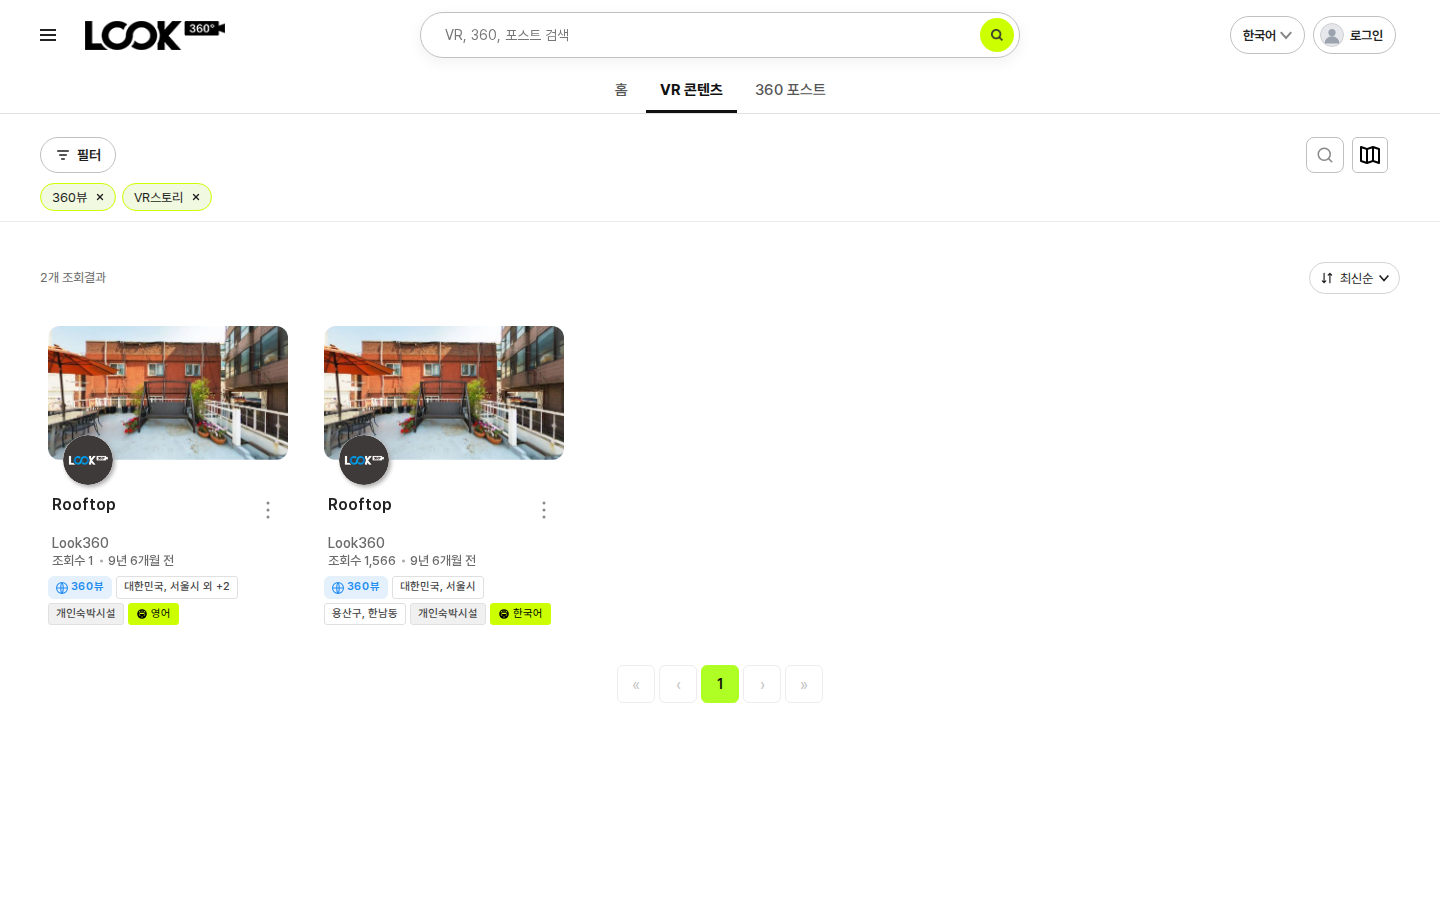 LOOK 360°
VR, 360, 포스트 검색
한국어
로그인
홈
VR 콘텐츠
360 포스트
필터
360뷰 ×
VR스토리 ×
2개 조회결과
최신순
LOOK 360°
Rooftop
Look360
조회수 1 • 9년 6개월 전
360뷰
대한민국, 서울시 외 +2
개인숙박시설
영어
LOOK 360°
Rooftop
Look360
조회수 1,566 • 9년 6개월 전
360뷰
대한민국, 서울시
용산구, 한남동
개인숙박시설
한국어
« ‹ 1 › »